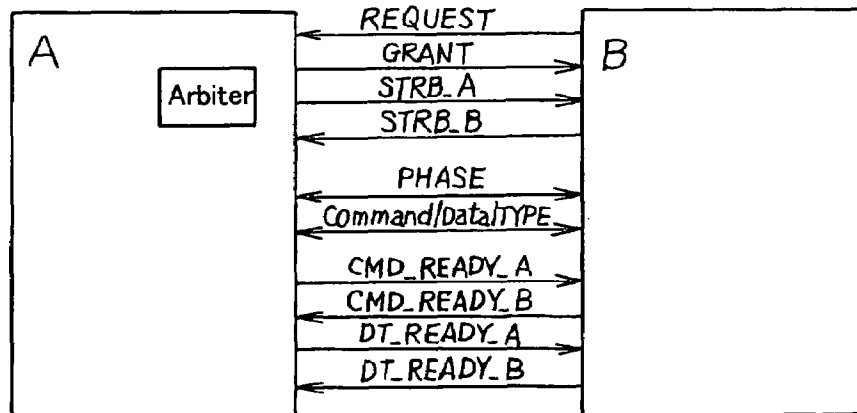 A
Arbiter
B
REQUEST
GRANT
STRB_A
STRB_B
PHASE
Command/Data/TYPE
CMD_READY_A
CMD_READY_B
DT_READY_A
DT_READY_B